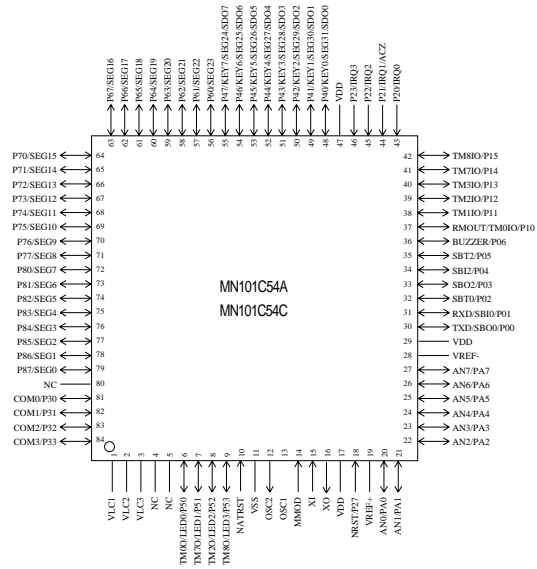 P67/SEG16
P66/SEG17
P65/SEG18
P64/SEG19
P63/SEG20
P62/SEG21
P61/SEG22
P60/SEG23
P47/KEY7/SEG24/SDO7
P46/KEY6/SEG25/SDO6
P45/KEY5/SEG26/SDO5
P44/KEY4/SEG27/SDO4
P43/KEY3/SEG28/SDO3
P42/KEY2/SEG29/SDO2
P41/KEY1/SEG30/SDO1
P40/KEY0/SEG31/SDO0
VDD
P23/IRQ3
P22/IRQ2
P21/IRQ1/ACZ
P20/IRQ0
63 62 61 60 59 58 57 56 55 54 53 52 51 50 49 48 47 46 45 44 43
P70/SEG15 64
P71/SEG14 65
P72/SEG13 66
P73/SEG12 67
P74/SEG11 68
P75/SEG10 69
P76/SEG9 70
P77/SEG8 71
P80/SEG7 72
P81/SEG6 73
P82/SEG5 74
P83/SEG4 75
P84/SEG3 76
P85/SEG2 77
P86/SEG1 78
P87/SEG0 79
NC 80
COM0/P30 81
COM1/P31 82
COM2/P32 83
COM3/P33 84
MN101C54A
MN101C54C
42 TM8IO/P15
41 TM7IO/P14
40 TM3IO/P13
39 TM2IO/P12
38 TM1IO/P11
37 RMOUT/TM0IO/P10
36 BUZZER/P06
35 SBT2/P05
34 SBI2/P04
33 SBO2/P03
32 SBT0/P02
31 RXD/SBI0/P01
30 TXD/SBO0/P00
29 VDD
28 VREF-
27 AN7/PA7
26 AN6/PA6
25 AN5/PA5
24 AN4/PA4
23 AN3/PA3
22 AN2/PA2
1 2 3 4 5 6 7 8 9 10 11 12 13 14 15 16 17 18 19 20 21
VLC1
VLC2
VLC3
NC
NC
TM0O/LED0/P50
TM7O/LED1/P51
TM2O/LED2/P52
TM8O/LED3/P53
NATRST
VSS
OSC2
OSC1
MMOD
XI
XO
VDD
NRST/P27
VREF+
AN0/PA0
AN1/PA1